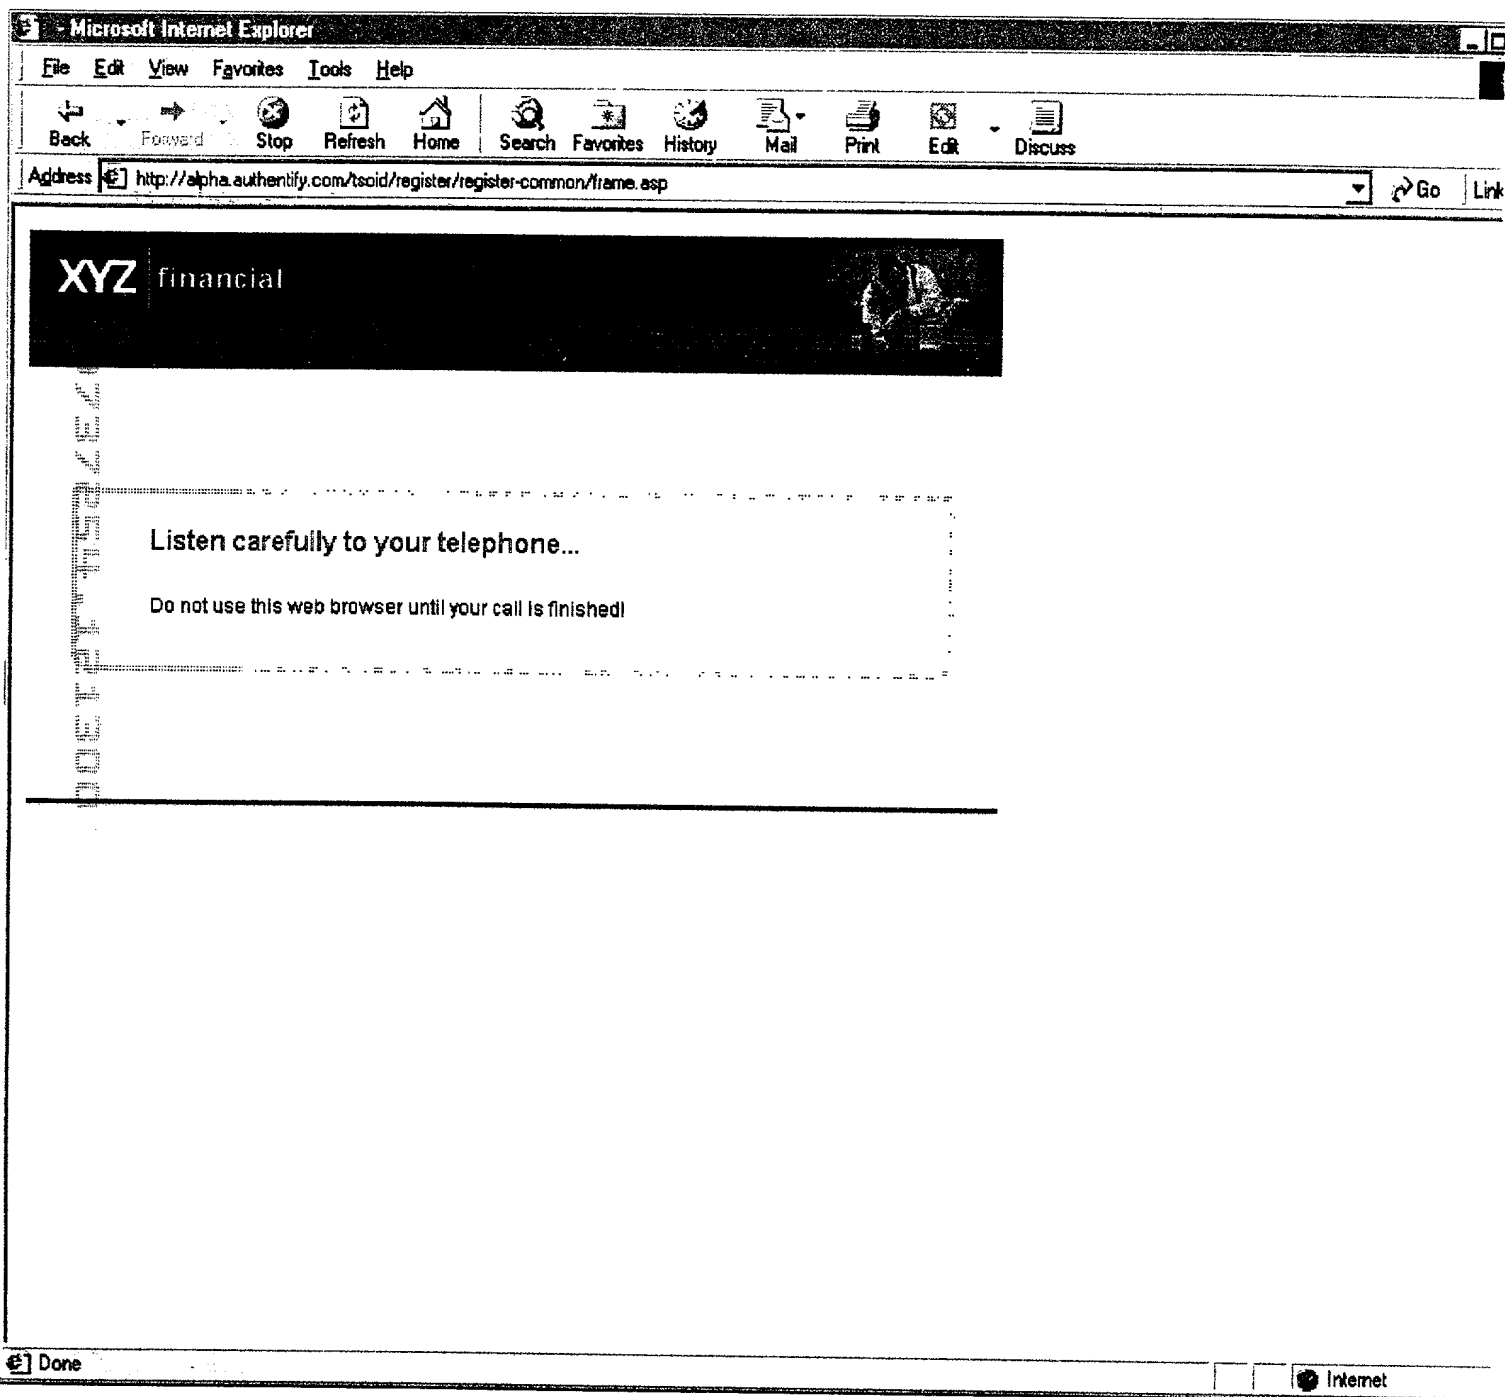 - Microsoft Internet Explorer
File Edit View Favorites Tools Help
Back Forward Stop Refresh Home Search Favorites History Mail Print Edit Discuss
Address http://alpha.authentify.com/tsoid/register/register-common/frame.asp Go Link
XYZ financial
Listen carefully to your telephone...
Do not use this web browser until your call is finished!
Done Internet